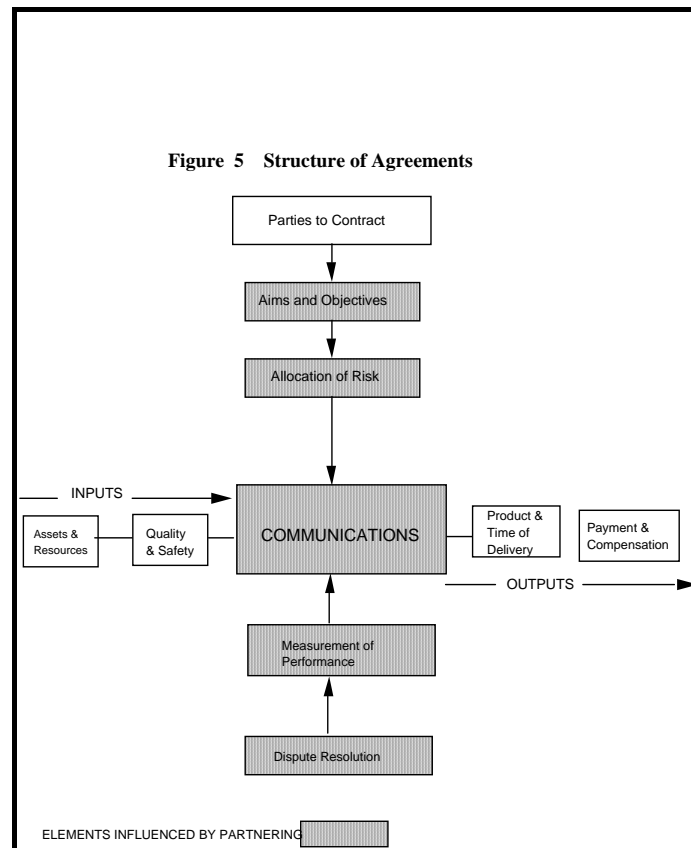 Figure 5 Structure of Agreements
Parties to Contract
Aims and Objectives
Allocation of Risk
INPUTS
Assets &
Resources
Quality
& Safety
COMMUNICATIONS
Product &
Time of
Delivery
Payment &
Compensation
OUTPUTS
Measurement of
Performance
Dispute Resolution
ELEMENTS INFLUENCED BY PARTNERING